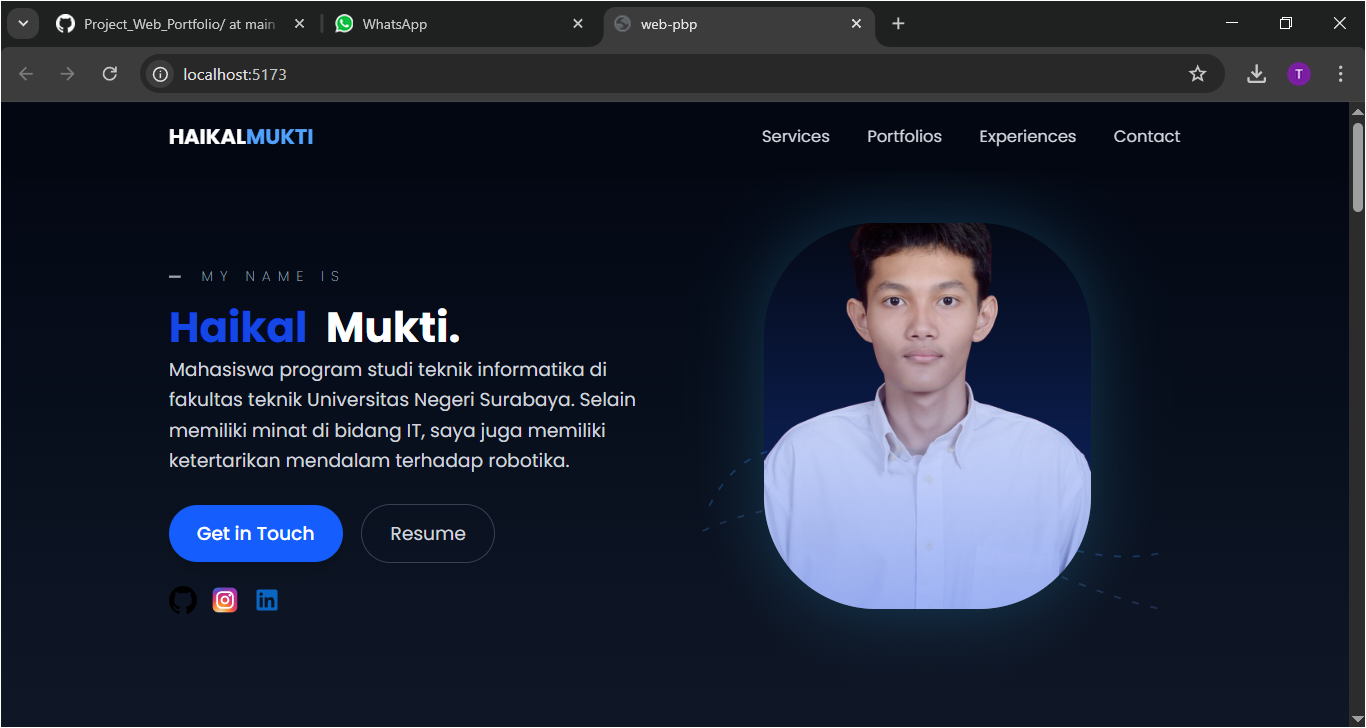 Project_Web_Portfolio/ at main
WhatsApp
web-pbp
localhost:5173
T
HAIKALMUKTI
Services
Portfolios
Experiences
Contact
MY NAME IS
Haikal Mukti.
Mahasiswa program studi teknik informatika di
fakultas teknik Universitas Negeri Surabaya. Selain
memiliki minat di bidang IT, saya juga memiliki
ketertarikan mendalam terhadap robotika.
Get in Touch
Resume
in